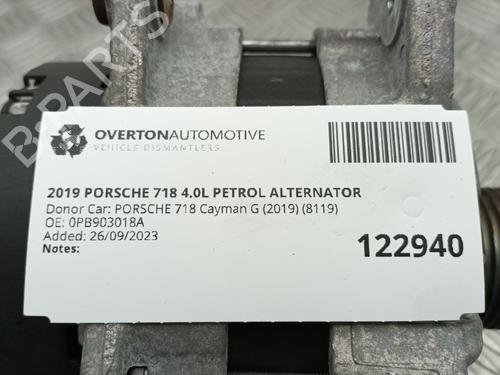 OVERTONAUTOMOTIVE
VEHICLE DISMANTLERS
2019 PORSCHE 718 4.0L PETROL ALTERNATOR
Donor Car: PORSCHE 718 Cayman G (2019) (8119)
OE: 0PB903018A
Added: 26/09/2023
Notes:
122940
BPARTS